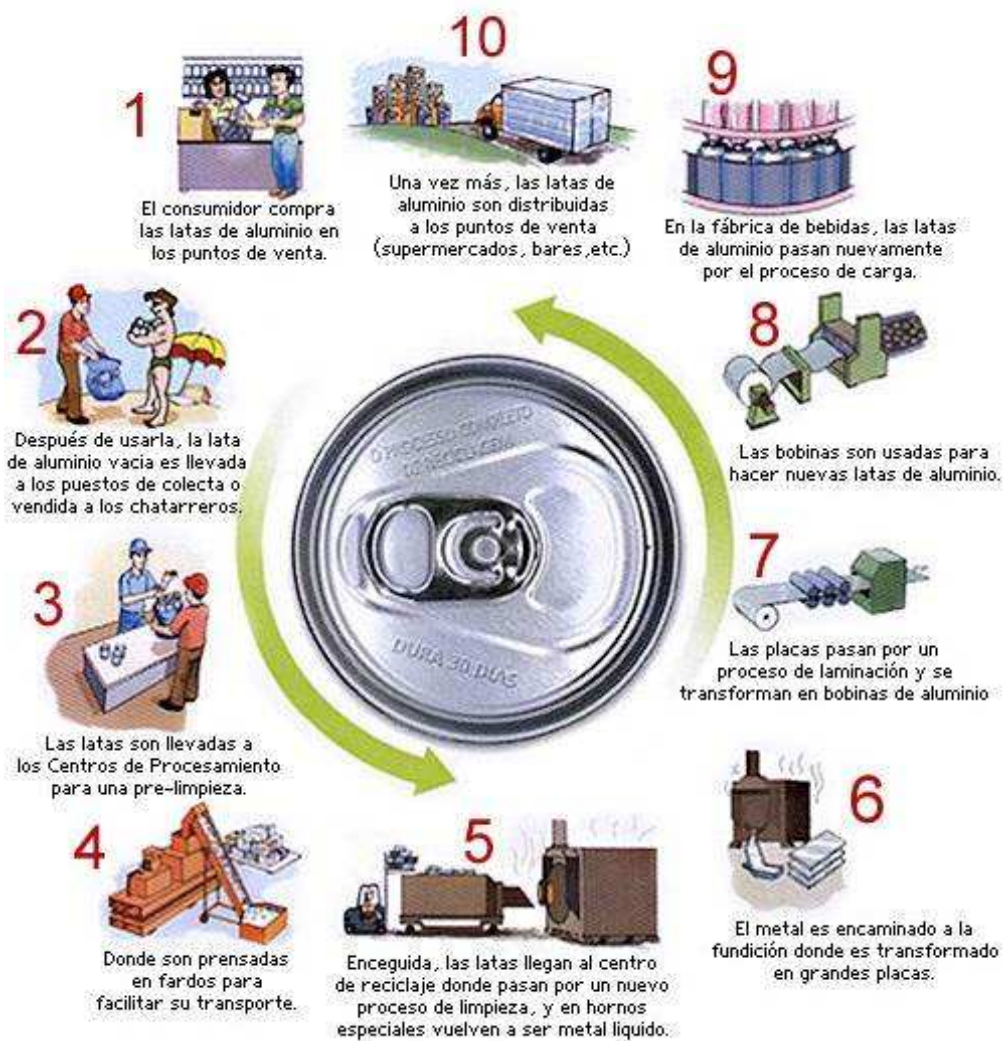 1
El consumidor compra
las latas de aluminio en
los puntos de venta.
2
Después de usarla, la lata
de aluminio vacia es llevada
a los puestos de colecta o
vendida a los chatarreros.
3
Las latas son llevadas a
los Centros de Procesamiento
para una pre-limpieza.
4
Donde son prensadas
en fardos para
facilitar su transporte.
5
Enceguida, las latas llegan al centro
de reciclaje donde pasan por un nuevo
proceso de limpieza, y en hornos
especiales vuelven a ser metal liquido.
6
El metal es encaminado a la
fundición donde es transformado
en grandes placas.
7
Las placas pasan por un
proceso de laminación y se
transforman en bobinas de aluminio
8
Las bobinas son usadas para
hacer nuevas latas de aluminio.
9
En la fábrica de bebidas, las latas
de aluminio pasan nuevamente
por el proceso de carga.
10
Una vez más, las latas de
aluminio son distribuidas
a los puntos de venta
(supermercados, bares,etc.)
O PROCESSO COMPLETO
DE RECICLAGEM
DURA 30 DIAS